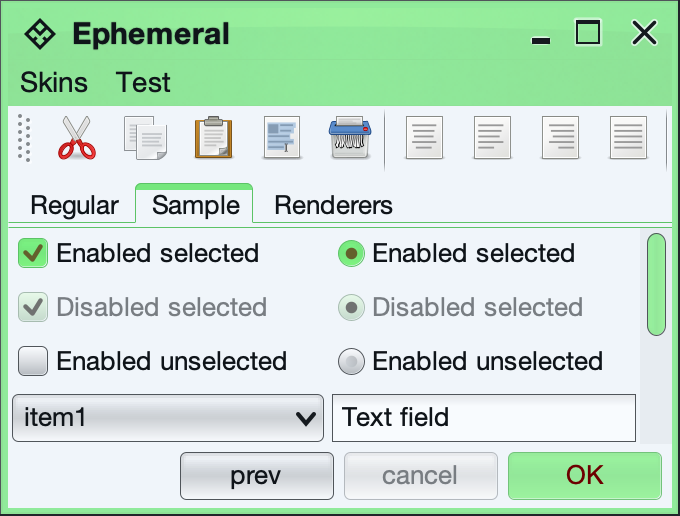 Ephemeral
Skins Test
Regular Sample Renderers
Enabled selected Enabled selected
Disabled selected Disabled selected
Enabled unselected Enabled unselected
item1 Text field
prev cancel OK